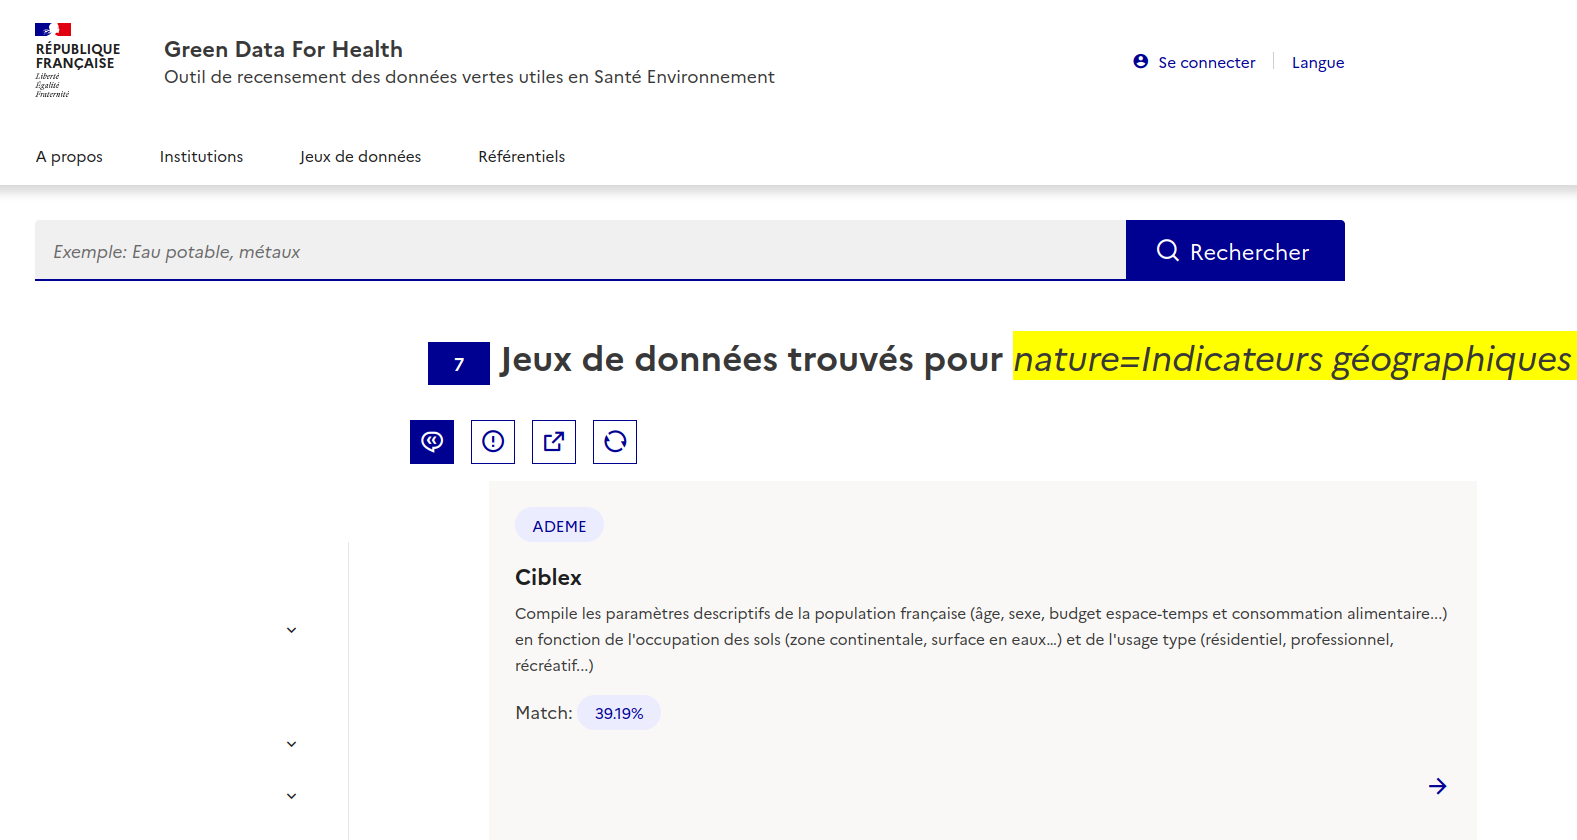 RÉPUBLIQUE
FRANÇAISE
Liberté
Égalité
Fraternité
Green Data For Health
Outil de recensement des données vertes utiles en Santé Environnement
Se connecter
Langue
A propos
Institutions
Jeux de données
Référentiels
Exemple: Eau potable, métaux
Rechercher
7 Jeux de données trouvés pour nature=Indicateurs géographiques
ADEME
Ciblex
Compile les paramètres descriptifs de la population française (âge, sexe, budget espace-temps et consommation alimentaire...)
en fonction de l'occupation des sols (zone continentale, surface en eaux...) et de l'usage type (résidentiel, professionnel,
récréatif...)
Match: 39.19%